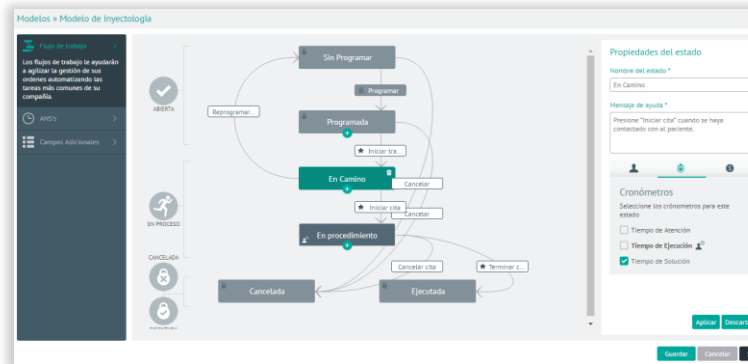 Modelos » Modelo de inyectología
Flujo de trabajo
Los flujos de trabajo le ayudarán
a agilizar la gestión de sus
ordenes automatizando las
tareas más comunes de su
compañía.
ANS's
Campos Adicionales
ABIERTA
EN PROCESO
CANCELADA
Sin Programar
Programar
Reprogramar...
Programada
Iniciar tra...
En Camino
Cancelar
Iniciar cita
Cancelar
En procedimiento
Cancelar cita
Terminar c...
Cancelada
Ejecutada
Propiedades del estado
Nombre del estado *
En Camino
Mensaje de ayuda *
Presione "Iniciar cita" cuando se haya
contactado con el paciente.
Cronómetros
Seleccione los crónometros para este
estado
Tiempo de Atención
Tiempo de Ejecución
Tiempo de Solución
Aplicar
Descart
Guardar
Cancelar